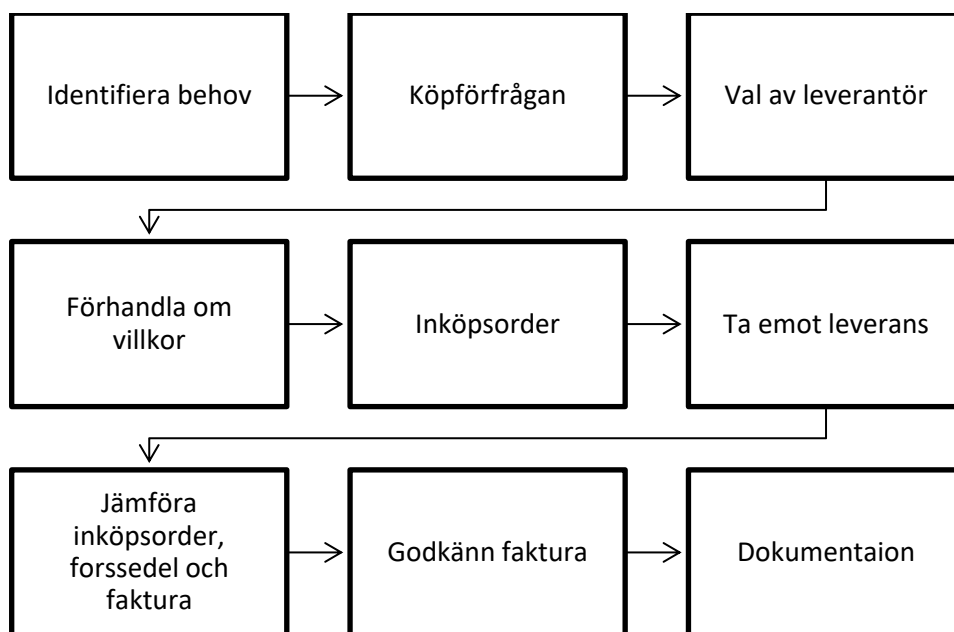 Identifiera behov
Köpförfrågan
Val av leverantör
Förhandla om
villkor
Inköpsorder
Ta emot leverans
Jämföra
inköpsorder,
forssedel och
faktura
Godkänn faktura
Dokumentaion